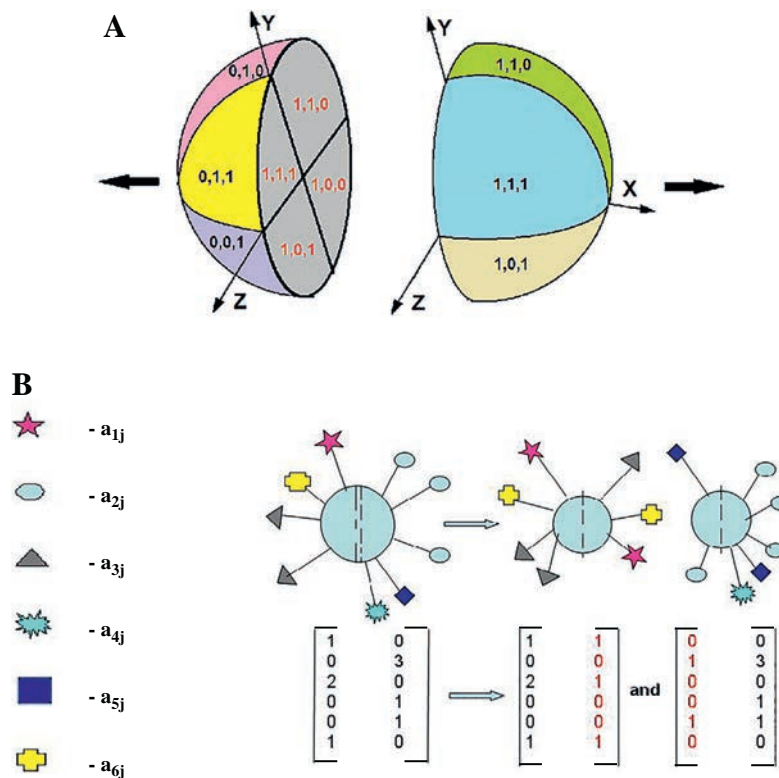 A
Y
0,1,0
1,1,0
0,1,1
1,1,1
1,0,0
0,0,1
1,0,1
Z
Y
1,1,0
1,1,1
X
1,0,1
Z
B
- a1j
- a2j
- a3j
- a4j
- a5j
- a6j
1 0
0 3
2 0
0 1
0 1
1 0
1 1
0 0
2 1
0 0
0 0
1 1
and
0 0
1 3
0 0
0 1
1 1
0 0